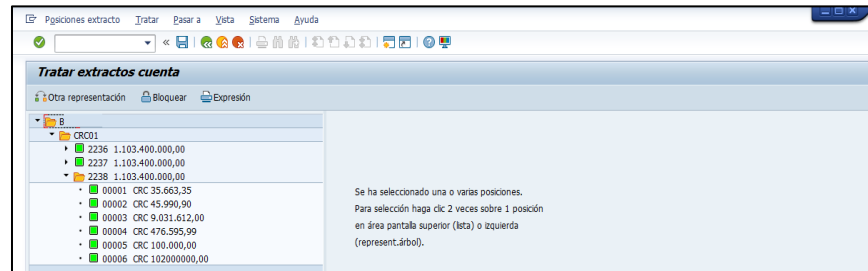 Posiciones extracto Tratar Pasar a Vista Sistema Ayuda
Tratar extractos cuenta
Otra representación Bloquear Expresión
B
CRC01
2236 1.103.400.000,00
2237 1.103.400.000,00
2238 1.103.400.000,00
00001 CRC 35.663,35
00002 CRC 45.990,90
00003 CRC 9.031.612,00
00004 CRC 476.595,99
00005 CRC 100.000,00
00006 CRC 102000000,00
Se ha seleccionado una o varias posiciones.
Para selección haga clic 2 veces sobre 1 posición
en área pantalla superior (lista) o izquierda
(represent.árbol).